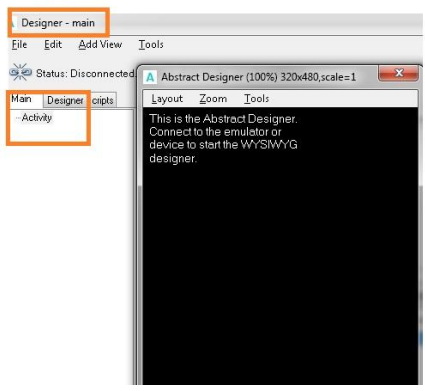 Designer - main
File Edit Add View Tools
Status: Disconnected
Main Designer cripts
Activity
A Abstract Designer (100%) 320x480,scale=1
Layout Zoom Tools
This is the Abstract Designer.
Connect to the emulator or
device to start the WYSIWYG
designer.